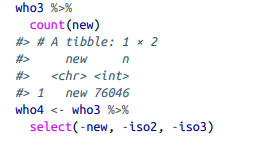 who3 %>%
count(new)
#> # A tibble: 1 × 2
#> new n
#> <chr> <int>
#> 1 new 76046
who4 <- who3 %>%
select(-new, -iso2, -iso3)